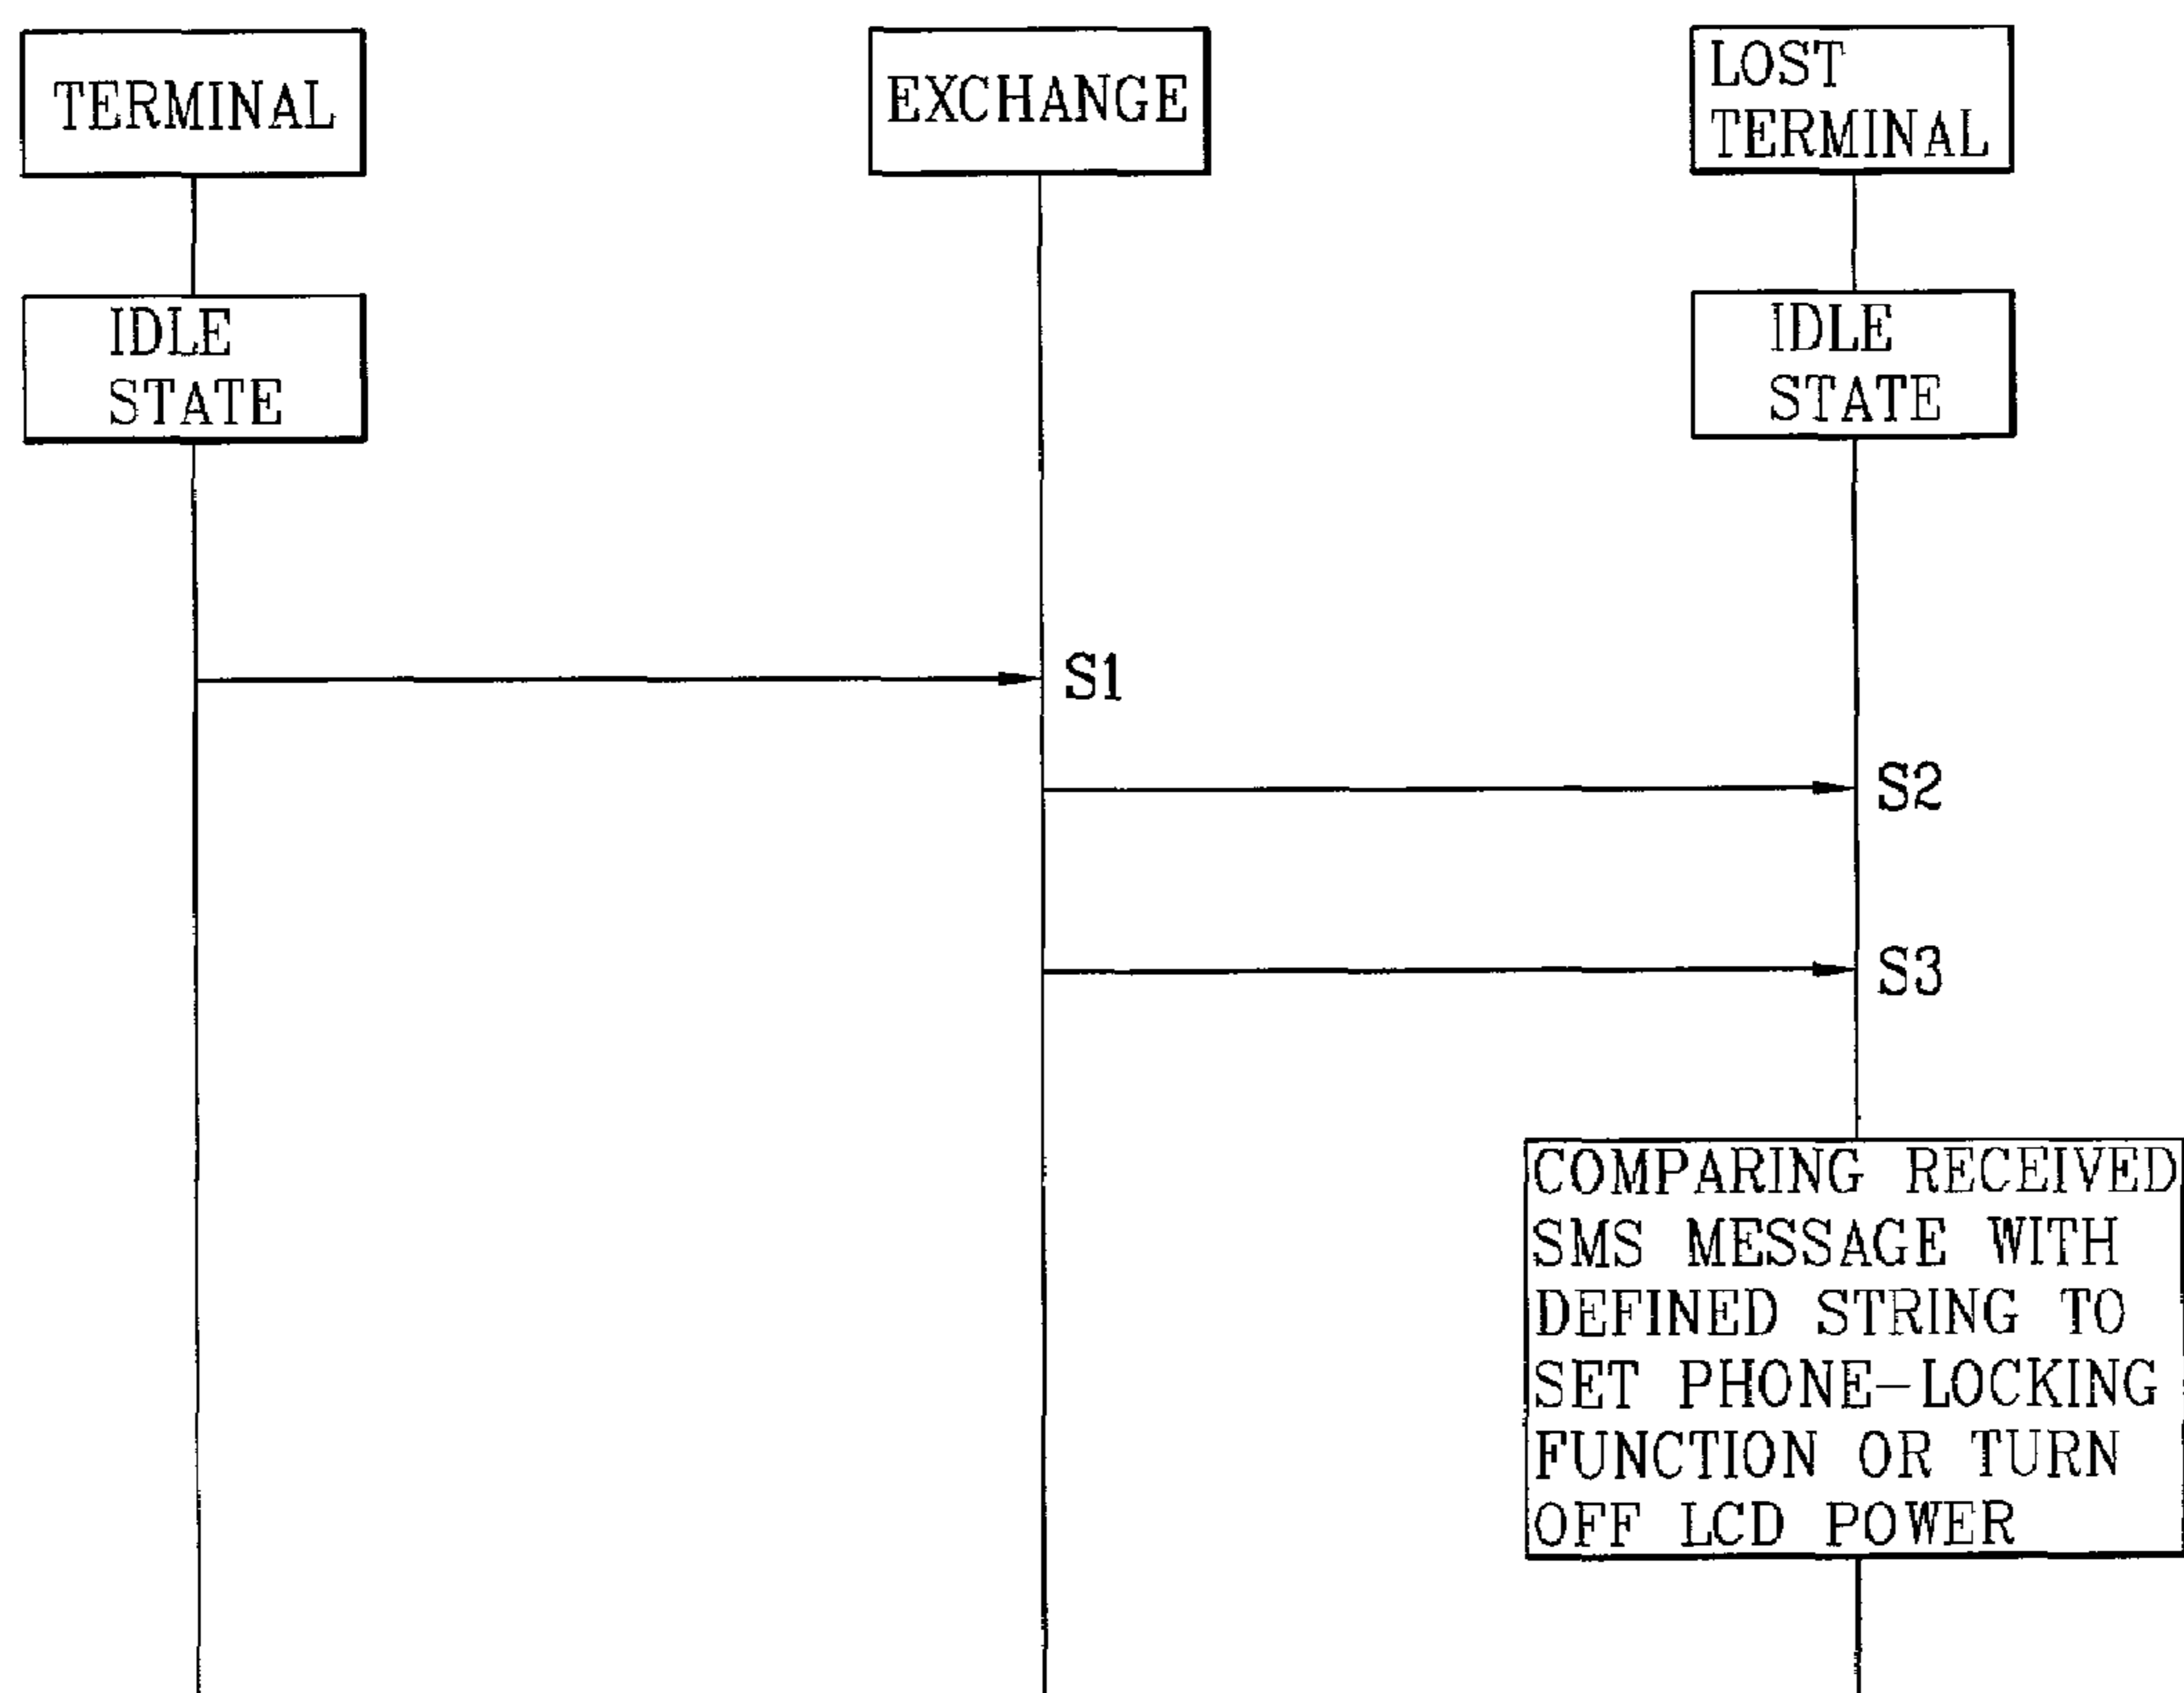 TERMINAL
EXCHANGE
LOST
TERMINAL
IDLE
STATE
IDLE
STATE
S1
S2
S3
COMPARING RECEIVED
SMS MESSAGE WITH
DEFINED STRING TO
SET PHONE-LOCKING
FUNCTION OR TURN
OFF LCD POWER